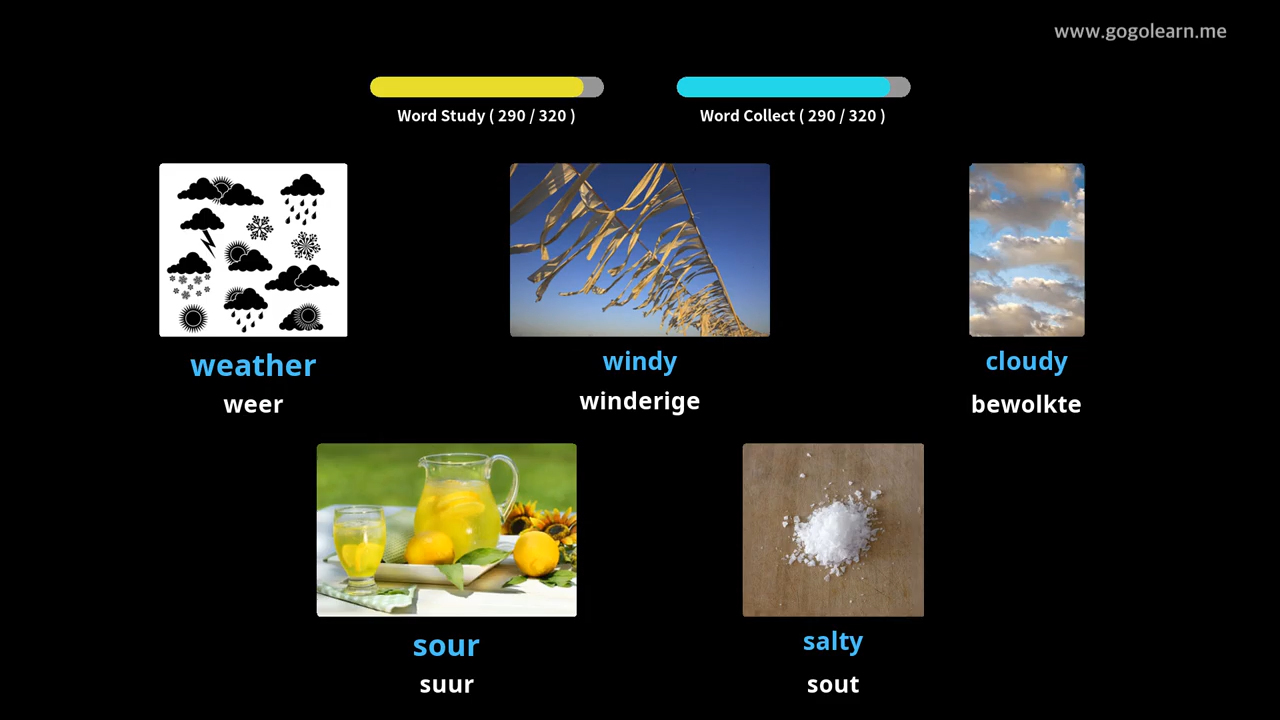 www.gogolearn.me
Word Study ( 290 / 320 )
Word Collect ( 290 / 320 )
weather
weer
windy
winderige
cloudy
bewolkte
sour
suur
salty
sout